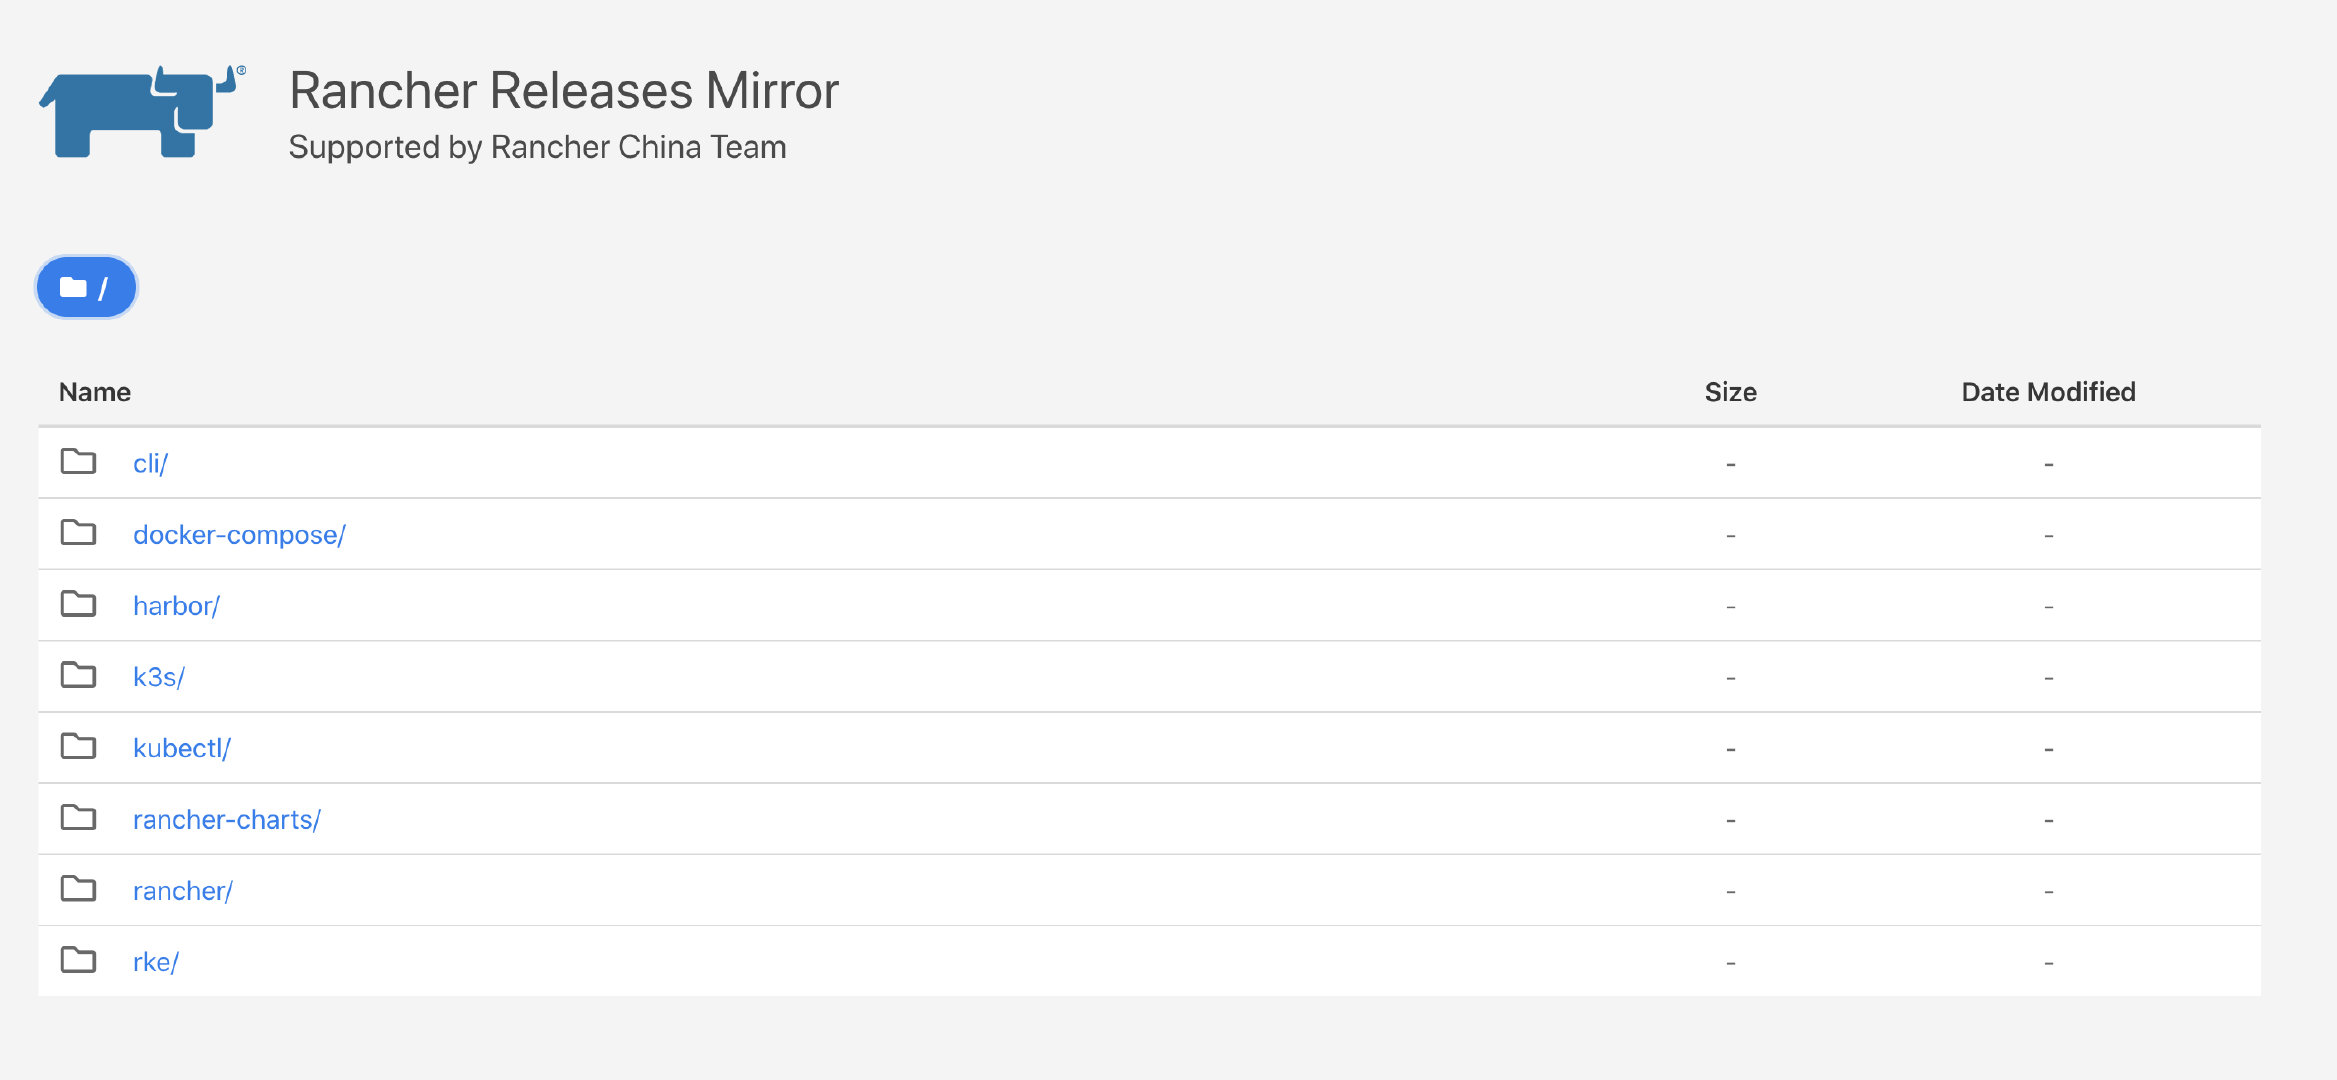 Rancher Releases Mirror
Supported by Rancher China Team
/
Name Size Date Modified
cli/ - -
docker-compose/ - -
harbor/ - -
k3s/ - -
kubectl/ - -
rancher-charts/ - -
rancher/ - -
rke/ - -